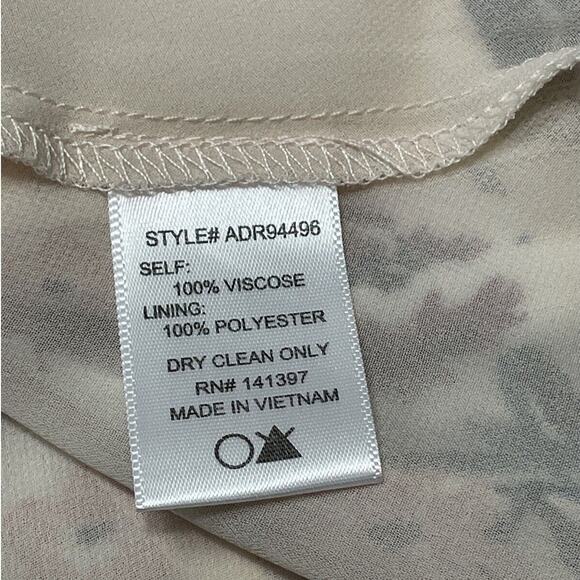 STYLE# ADR94496
SELF:
100% VISCOSE
LINING:
100% POLYESTER
DRY CLEAN ONLY
RN# 141397
MADE IN VIETNAM